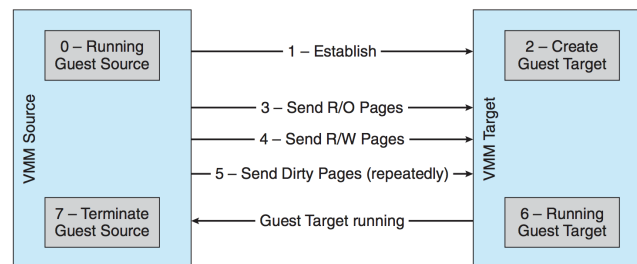 0 – Running
Guest Source
1 – Establish
2 – Create
Guest Target
3 – Send R/O Pages
4 – Send R/W Pages
VMM Source
VMM Target
5 – Send Dirty Pages (repeatedly)
7 – Terminate
Guest Source
Guest Target running
6 – Running
Guest Target